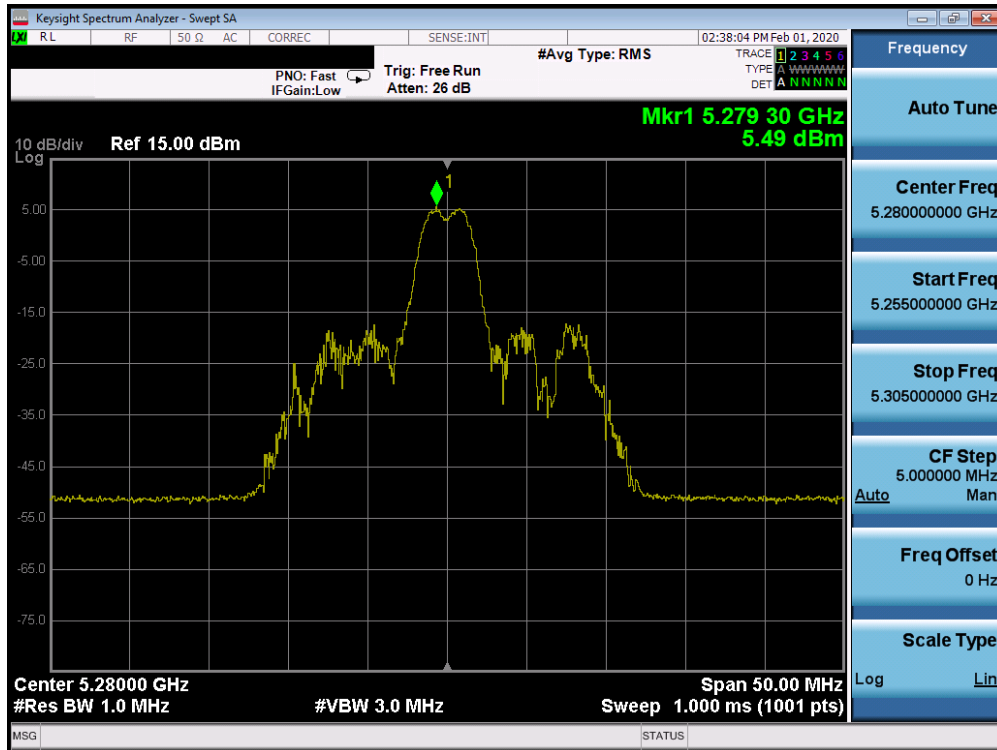 Keysight Spectrum Analyzer - Swept SA
LXI RL RF 50 Ω AC CORREC SENSE:INT 02:38:04 PM Feb 01, 2020
#Avg Type: RMS TRACE 1 2 3 4 5 6
PNO: Fast Trig: Free Run TYPE A WWWWW
IFGain:Low Atten: 26 dB DET A N N N N N
Mkr1 5.279 30 GHz
5.49 dBm
10 dB/div Ref 15.00 dBm
Log
1
5.00
-5.00
-15.0
-25.0
-35.0
-45.0
-55.0
-65.0
-75.0
Center 5.28000 GHz Span 50.00 MHz
#Res BW 1.0 MHz #VBW 3.0 MHz Sweep 1.000 ms (1001 pts)
MSG STATUS
Frequency
Auto Tune
Center Freq
5.280000000 GHz
Start Freq
5.255000000 GHz
Stop Freq
5.305000000 GHz
CF Step
5.000000 MHz
Auto Man
Freq Offset
0 Hz
Scale Type
Log Lin